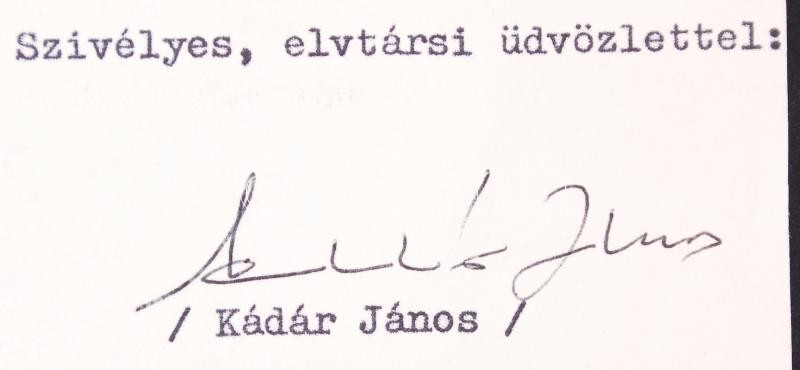 Szivélyes, elvtársi üdvözlettel:
/ Kádár János /